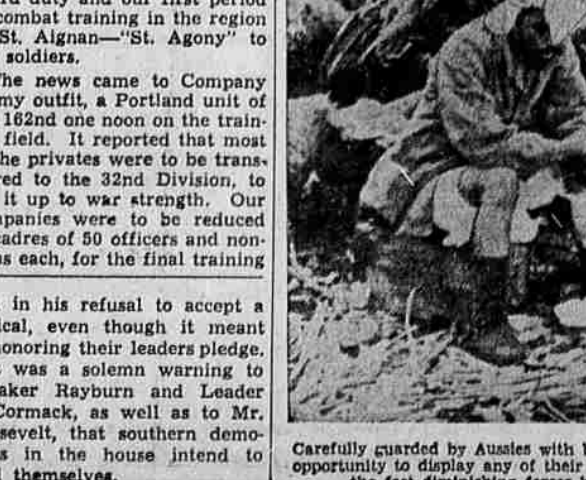 combat training in the region
St. Aignan—"St. Agony" to
soldiers.
he news came to Company
my outfit, a Portland unit of
162nd one noon on the train-
field. It reported that most
he privates were to be trans-
ed to the 32nd Division, to
it up to war strength. Our
panies were to be reduced
adres of 50 officers and non-
s each, for the final training
in his refusal to accept a
ical, even though it meant
onoring their leaders pledge.
was a solemn warning to
aker Rayburn and Leader
Cormack, as well as to Mr.
sevelt, that southern demo-
s in the house intend to
themselves.
Carefully guarded by Aussies with
opportunity to display any of their